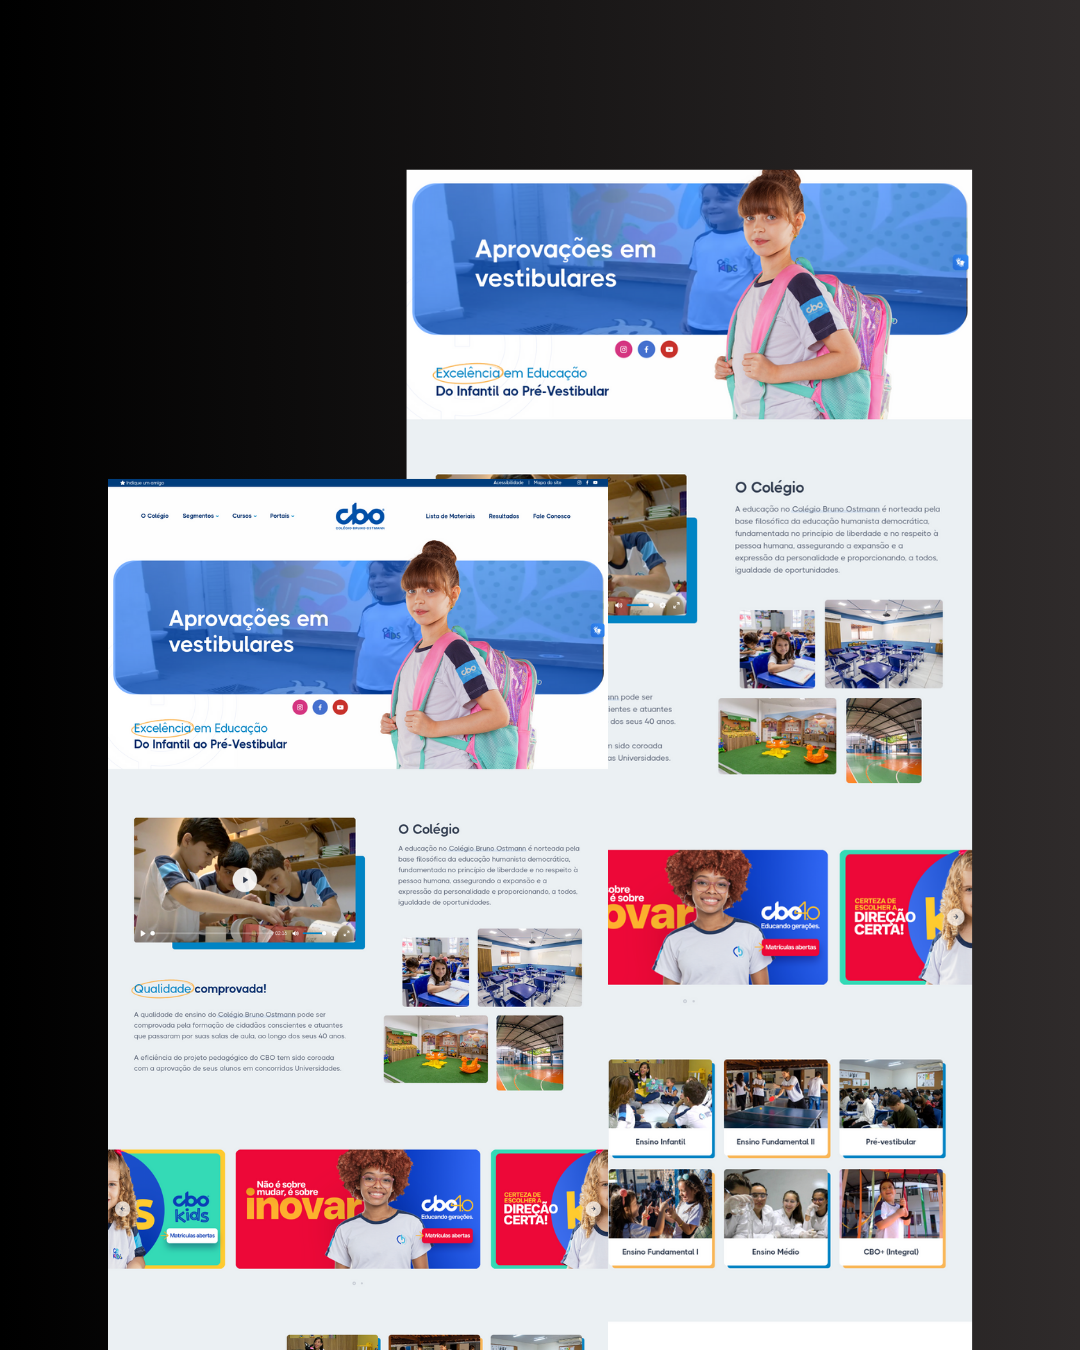 Aprovações em
vestibulares
CBO
KIDS
cbo
Excelência em Educação
Do Infantil ao Pré-Vestibular
O Colégio
A educação no Colégio Bruno Ostmann é norteada pela
base filosófica da educação humanista democrática,
fundamentada no princípio de liberdade e no respeito à
pessoa humana, assegurando a expansão e a
expressão da personalidade e proporcionando, a todos,
igualdade de oportunidades.
pode ser
e atuantes
dos seus 40 anos.
sido coroada
Universidades.
é sobre
ovar
cbo40
Educando gerações.
Matrículas abertas
CERTEZA DE
ESCOLHER A
DIREÇÃO
CERTA!
k
Ensino Infantil
Ensino Fundamental II
Pré-vestibular
Ensino Fundamental I
Ensino Médio
CBO+ (Integral)
Indique um amigo
Acessibilidade | Mapa do site
O Colégio
Segmentos
Cursos
Portais
cbo
COLÉGIO BRUNO OSTMANN
Lista de Materiais
Resultados
Fale Conosco
Aprovações em
vestibulares
CBO
KIDS
cbo
Excelência em Educação
Do Infantil ao Pré-Vestibular
02:15
O Colégio
A educação no Colégio Bruno Ostmann é norteada pela
base filosófica da educação humanista democrática,
fundamentada no princípio de liberdade e no respeito à
pessoa humana, assegurando a expansão e a
expressão da personalidade e proporcionando, a todos,
igualdade de oportunidades.
Qualidade comprovada!
A qualidade de ensino do Colégio Bruno Ostmann pode ser
comprovada pela formação de cidadãos conscientes e atuantes
que passaram por suas salas de aula, ao longo dos seus 40 anos.
A eficiência do projeto pedagógico do CBO tem sido coroada
com a aprovação de seus alunos em concorridas Universidades.
s
cbo
kids
Matrículas abertas
Não é sobre
mudar, é sobre
inovar
cbo40
Educando gerações.
Matrículas abertas
CERTEZA DE
ESCOLHER A
DIREÇÃO
CERTA!
k